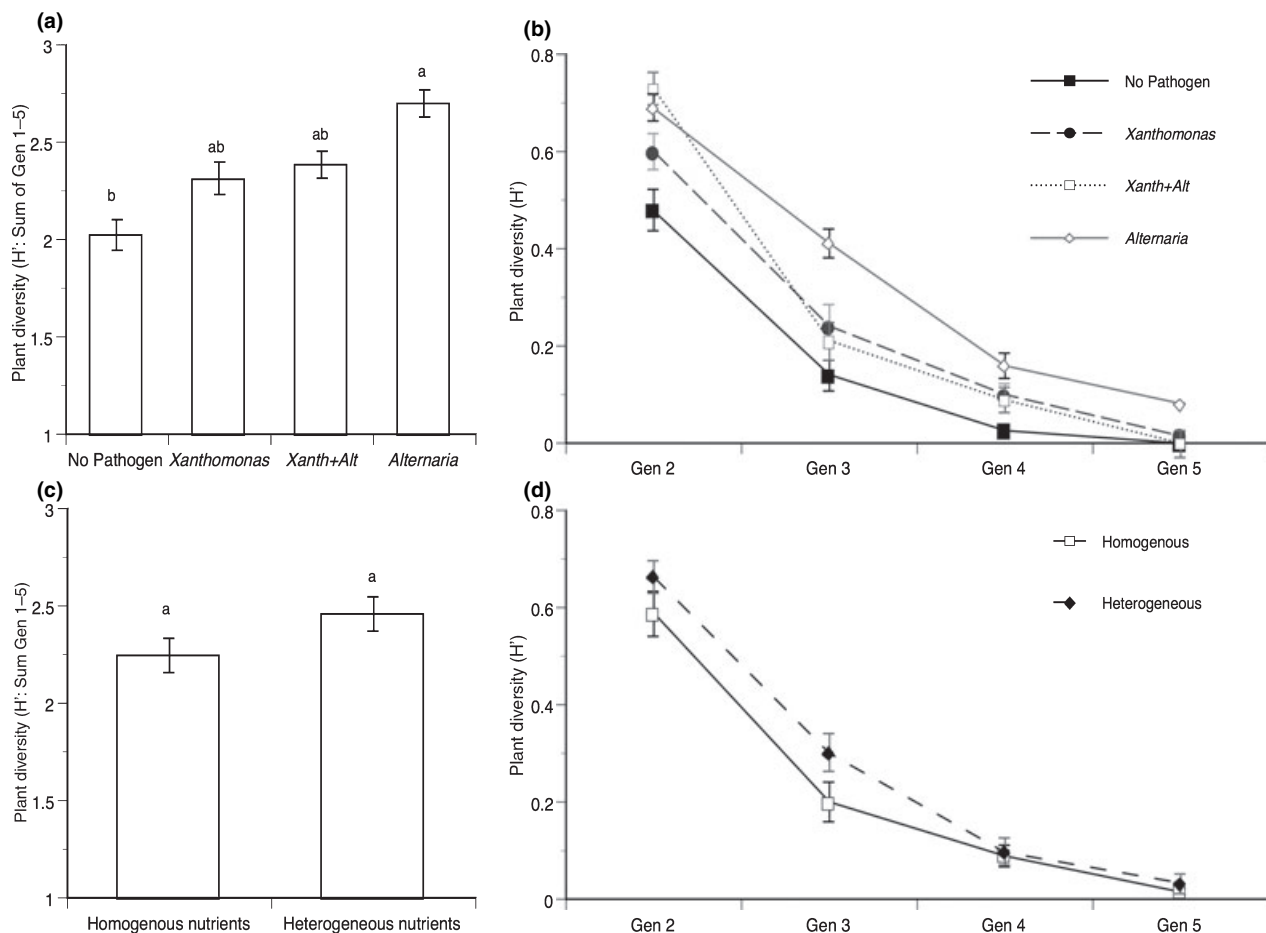 (a)
3
2.5
2
1.5
1
Plant diversity (H': Sum of Gen 1–5)
b
ab
ab
a
No Pathogen Xanthomonas Xanth+Alt Alternaria
(b)
0.8
0.6
0.4
0.2
0
Plant diversity (H')
No Pathogen
Xanthomonas
Xanth+Alt
Alternaria
Gen 2 Gen 3 Gen 4 Gen 5
(c)
3
2.5
2
1.5
1
Plant diversity (H': Sum Gen 1–5)
a
a
Homogenous nutrients Heterogeneous nutrients
(d)
0.8
0.6
0.4
0.2
0
Plant diversity (H')
Homogenous
Heterogeneous
Gen 2 Gen 3 Gen 4 Gen 5